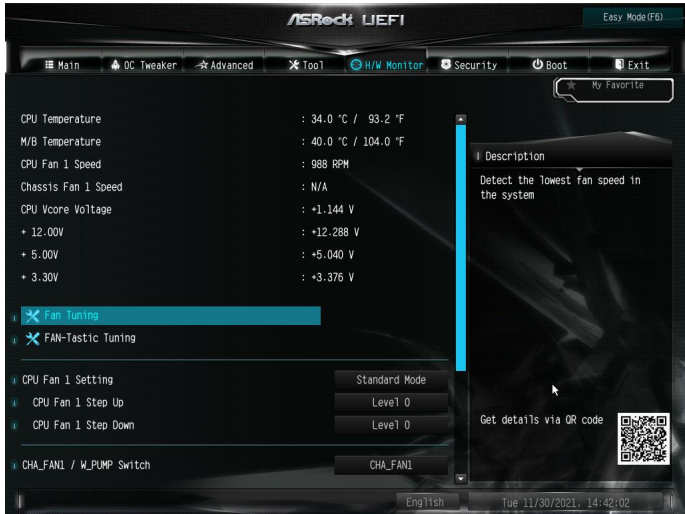 ASRock UEFI
Easy Mode(F6)
Main OC Tweaker Advanced Tool H/W Monitor Security Boot Exit
My Favorite
CPU Temperature : 34.0 °C / 93.2 °F
M/B Temperature : 40.0 °C / 104.0 °F
CPU Fan 1 Speed : 988 RPM
Chassis Fan 1 Speed : N/A
CPU Vcore Voltage : +1.144 V
+ 12.00V : +12.288 V
+ 5.00V : +5.040 V
+ 3.30V : +3.376 V
Fan Tuning
FAN-Tastic Tuning
CPU Fan 1 Setting Standard Mode
CPU Fan 1 Step Up Level 0
CPU Fan 1 Step Down Level 0
CHA_FAN1 / W_PUMP Switch CHA_FAN1
Description
Detect the lowest fan speed in
the system
Get details via QR code
English
Tue 11/30/2021. 14:42:02